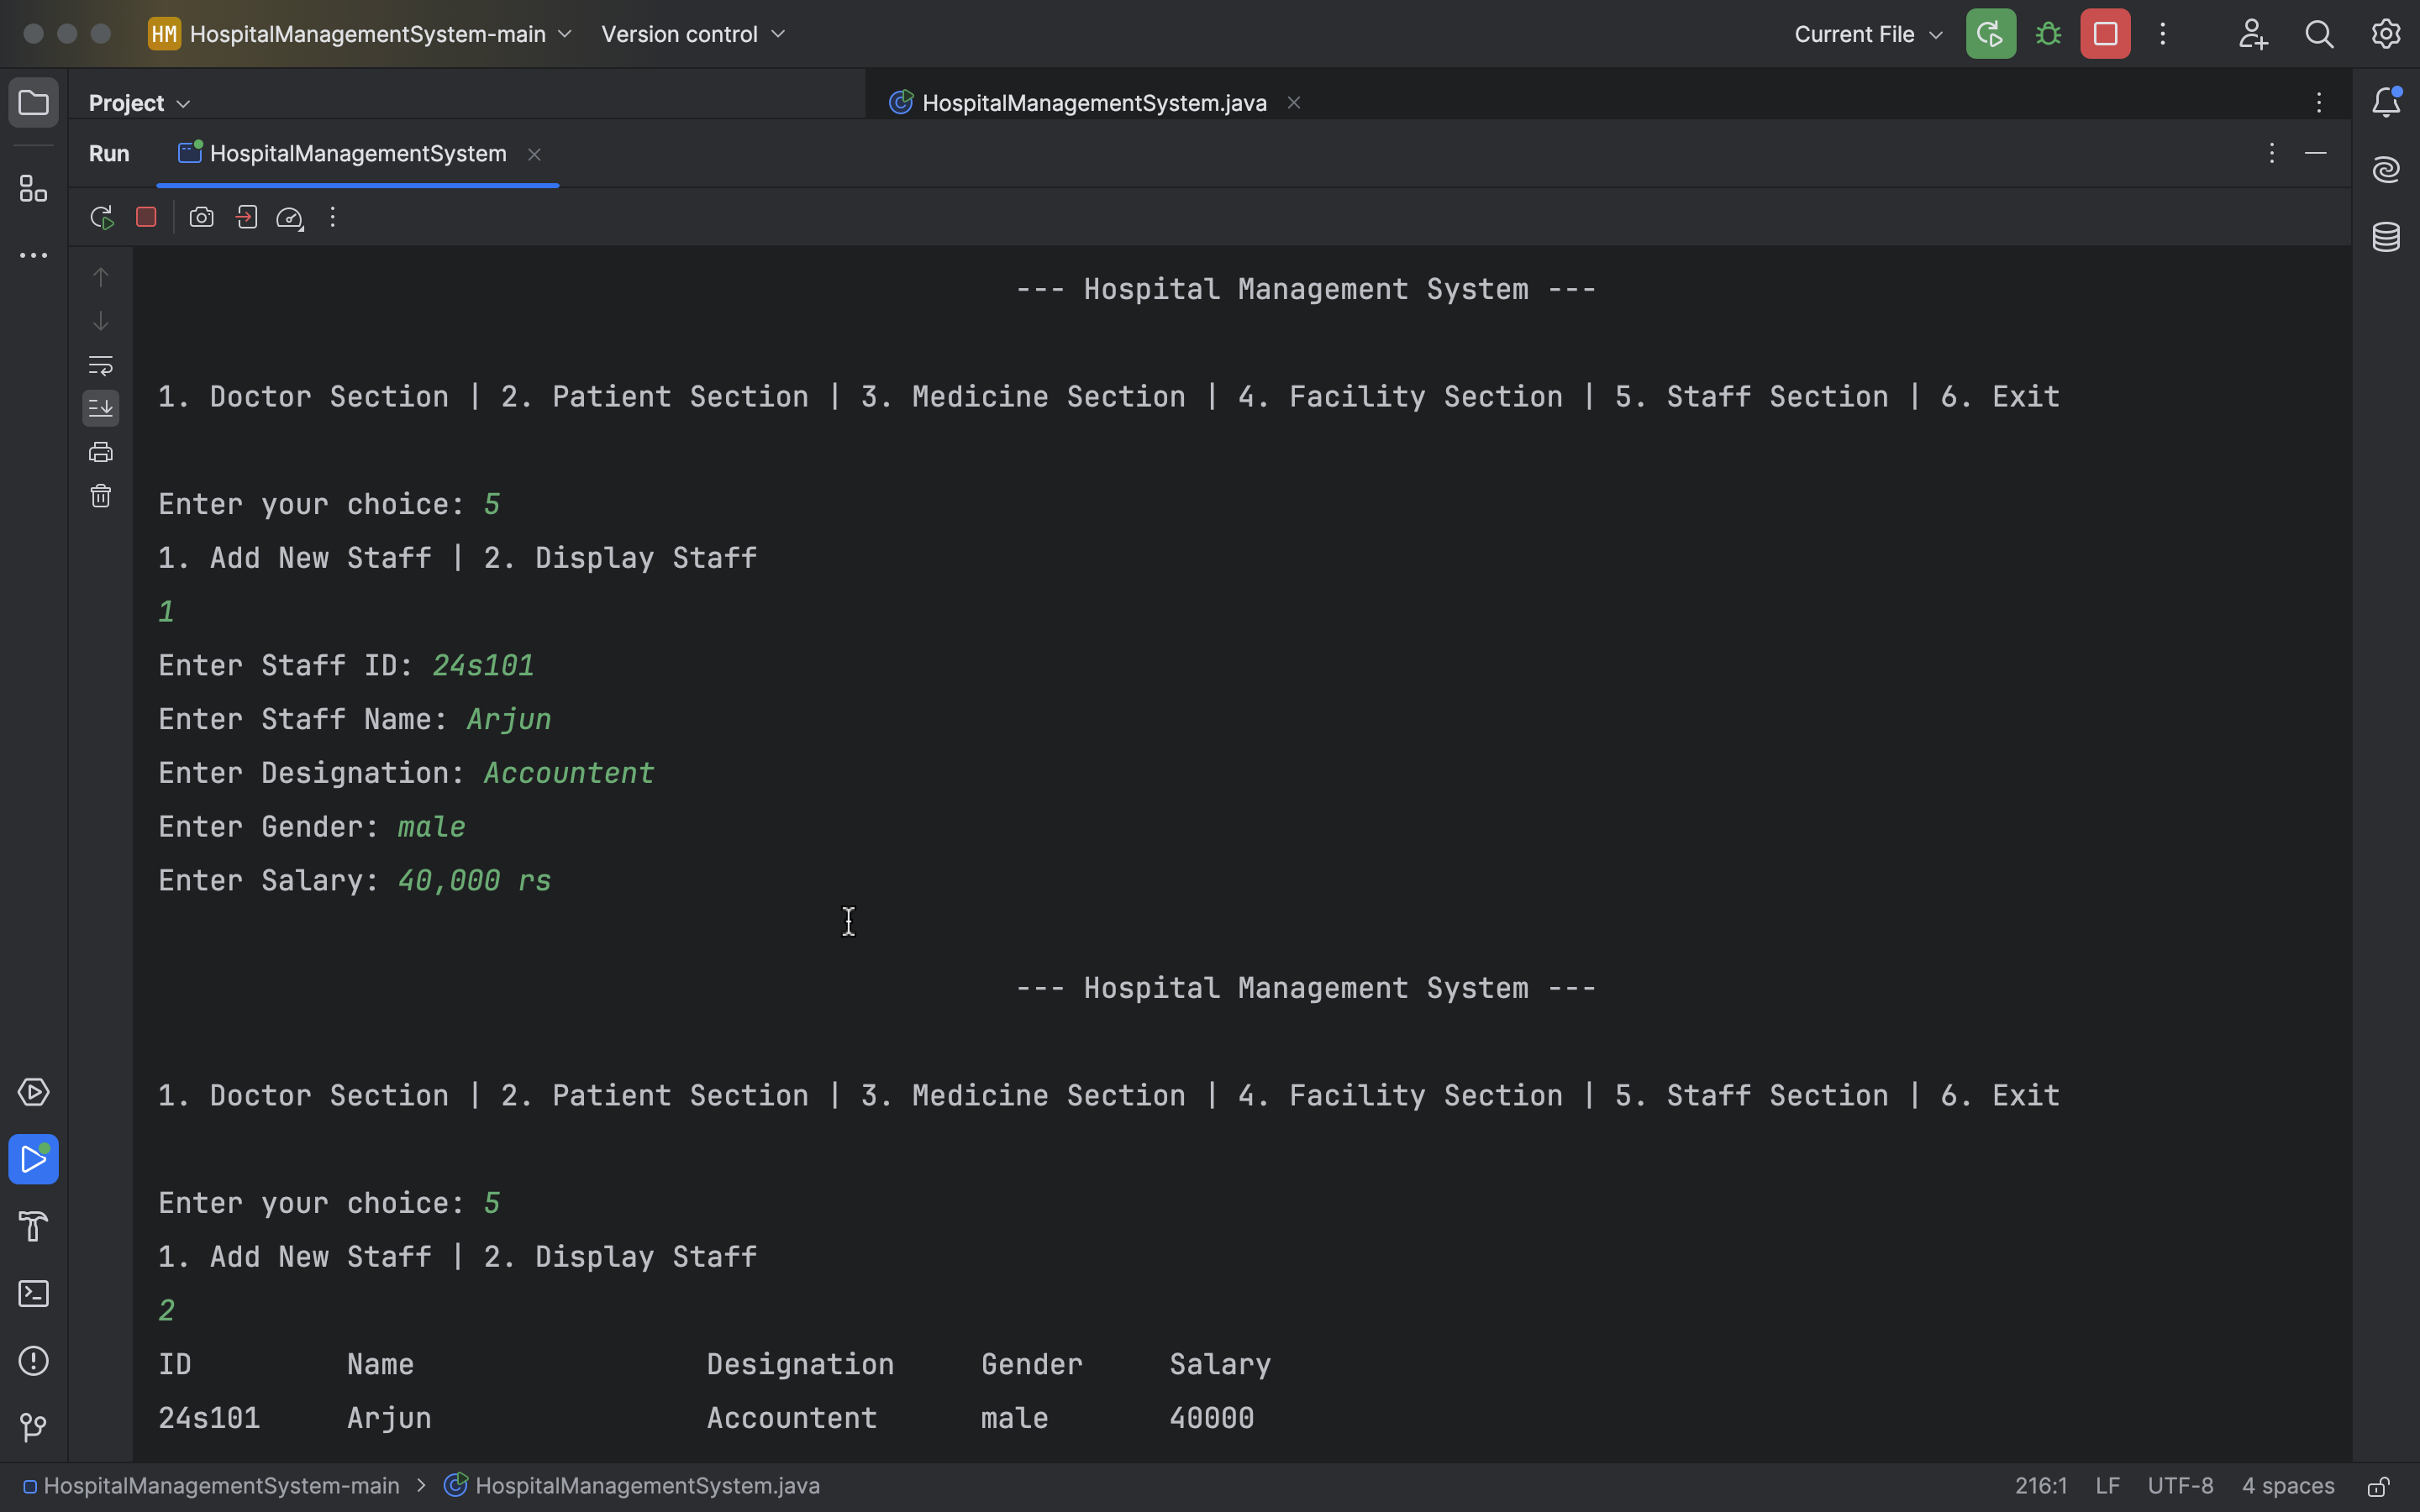 HM HospitalManagementSystem-main Version control Current File
Project HospitalManagementSystem.java
Run HospitalManagementSystem
--- Hospital Management System ---
1. Doctor Section | 2. Patient Section | 3. Medicine Section | 4. Facility Section | 5. Staff Section | 6. Exit
Enter your choice: 5
1. Add New Staff | 2. Display Staff
1
Enter Staff ID: 24s101
Enter Staff Name: Arjun
Enter Designation: Accountent
Enter Gender: male
Enter Salary: 40,000 rs
--- Hospital Management System ---
1. Doctor Section | 2. Patient Section | 3. Medicine Section | 4. Facility Section | 5. Staff Section | 6. Exit
Enter your choice: 5
1. Add New Staff | 2. Display Staff
2
ID Name Designation Gender Salary
24s101 Arjun Accountent male 40000
HospitalManagementSystem-main > HospitalManagementSystem.java 216:1 LF UTF-8 4 spaces